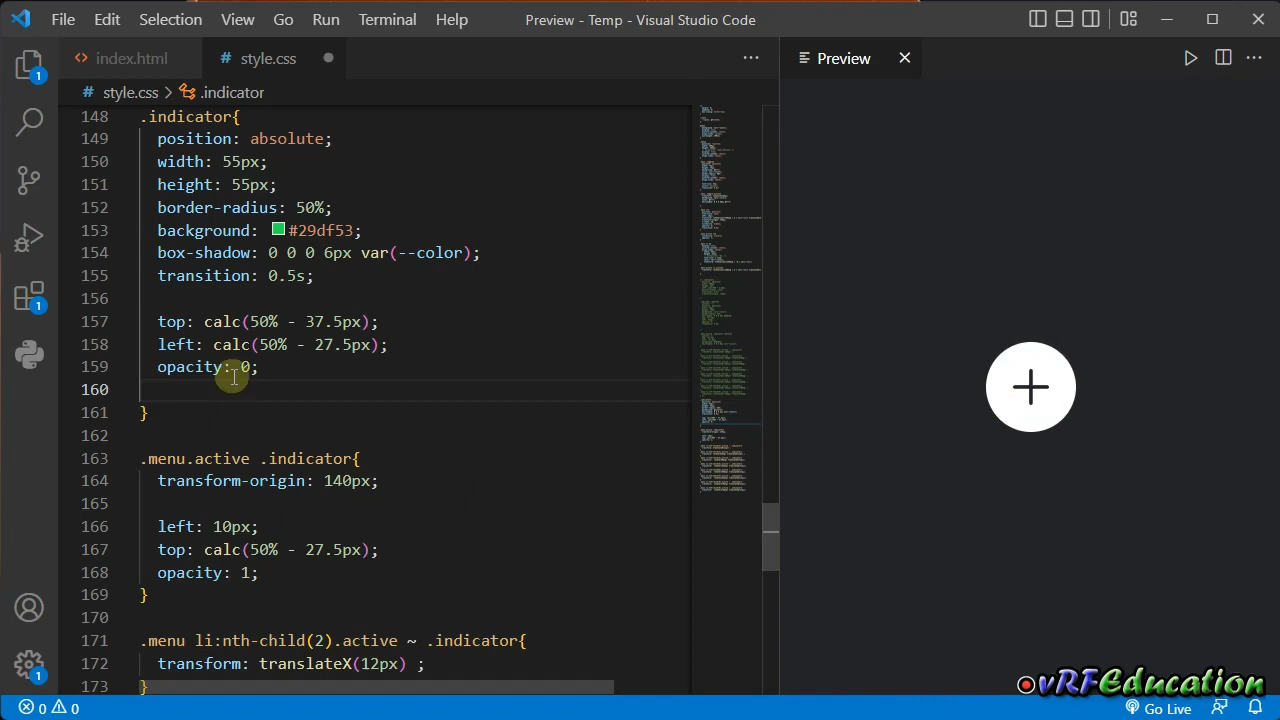 File Edit Selection View Go Run Terminal Help
Preview - Temp - Visual Studio Code
index.html
# style.css
Preview
# style.css > .indicator
148 .indicator{
149 position: absolute;
150 width: 55px;
151 height: 55px;
152 border-radius: 50%;
153 background: #29df53;
154 box-shadow: 0 0 0 6px var(--color);
155 transition: 0.5s;
156
157 top: calc(50% - 37.5px);
158 left: calc(50% - 27.5px);
159 opacity: 0;
160
161 }
162
163 .menu.active .indicator{
164 transform-origin: 140px;
165
166 left: 10px;
167 top: calc(50% - 27.5px);
168 opacity: 1;
169 }
170
171 .menu li:nth-child(2).active ~ .indicator{
172 transform: translateX(12px) ;
173 }
1
1
1
vRFEducation
0 0
Go Live